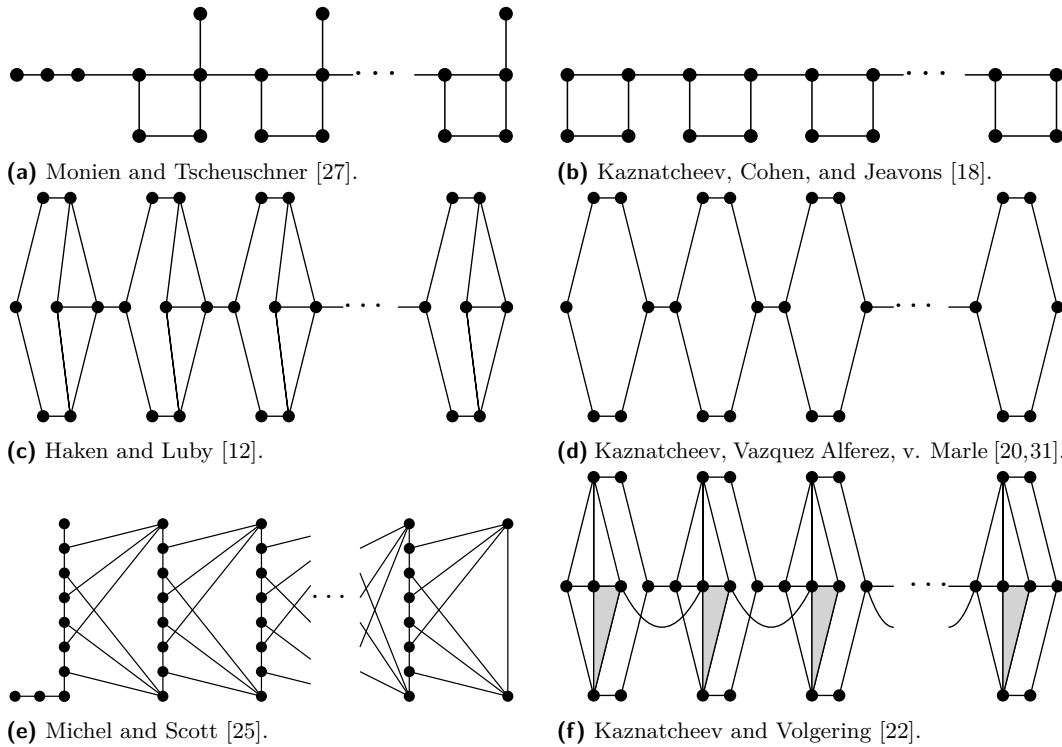 (a) Monien and Tscheuschner [27].
(b) Kaznatcheev, Cohen, and Jeavons [18].
(c) Haken and Luby [12].
(d) Kaznatcheev, Vazquez Alferez, v. Marle [20,31].
(e) Michel and Scott [25].
(f) Kaznatcheev and Volgering [22].